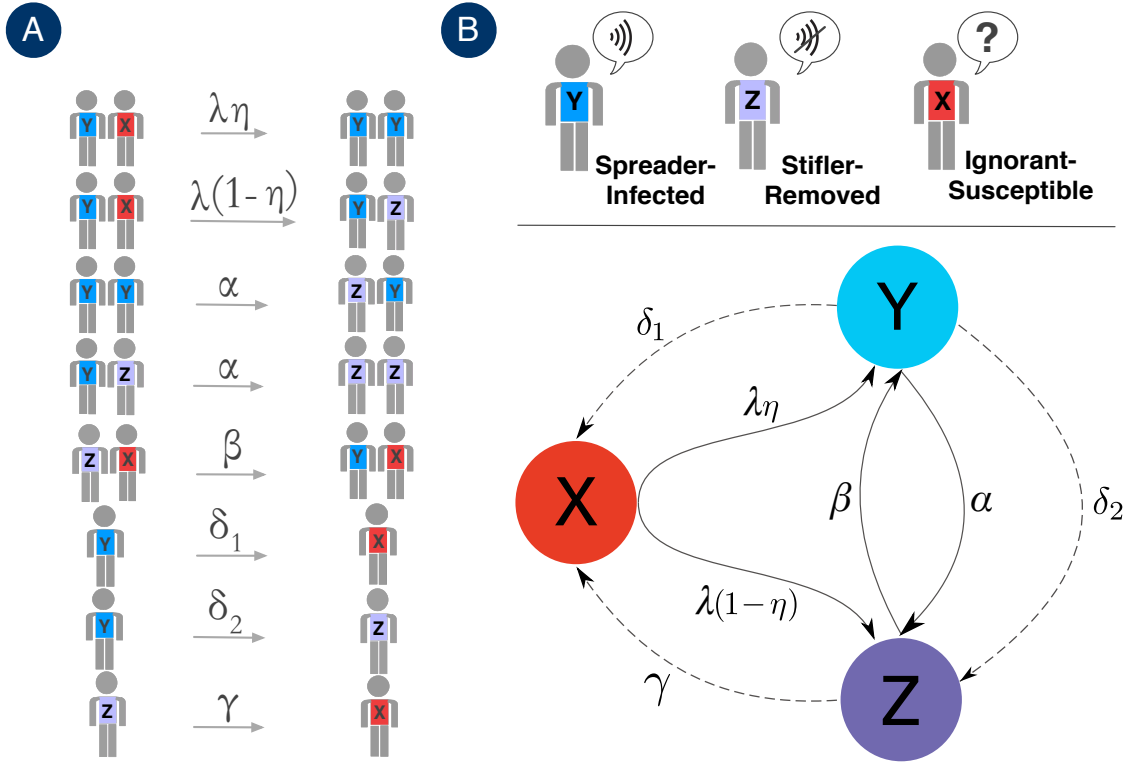 A
Y X λη Y Y
Y X λ(1-η) Y Z
Y Y α Z Y
Y Z α Z Z
Z X β Y X
Y δ1 X
Y δ2 Z
Z γ X
B
Y
Z
X
?
Spreader-
Infected
Stifler-
Removed
Ignorant-
Susceptible
Y
δ1
λη
X
β
α
δ2
λ(1-η)
γ
Z